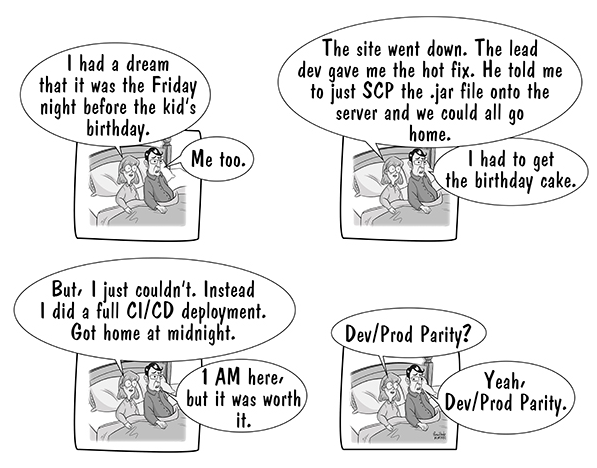 I had a dream
that it was the Friday
night before the kid's
birthday.
Me too.
The site went down. The lead
dev gave me the hot fix. He told me
to just SCP the .jar file onto the
server and we could all go
home.
I had to get
the birthday cake.
But, I just couldn't. Instead
I did a full CI/CD deployment.
Got home at midnight.
1 AM here,
but it was worth
it.
Dev/Prod Parity?
Yeah,
Dev/Prod Parity.